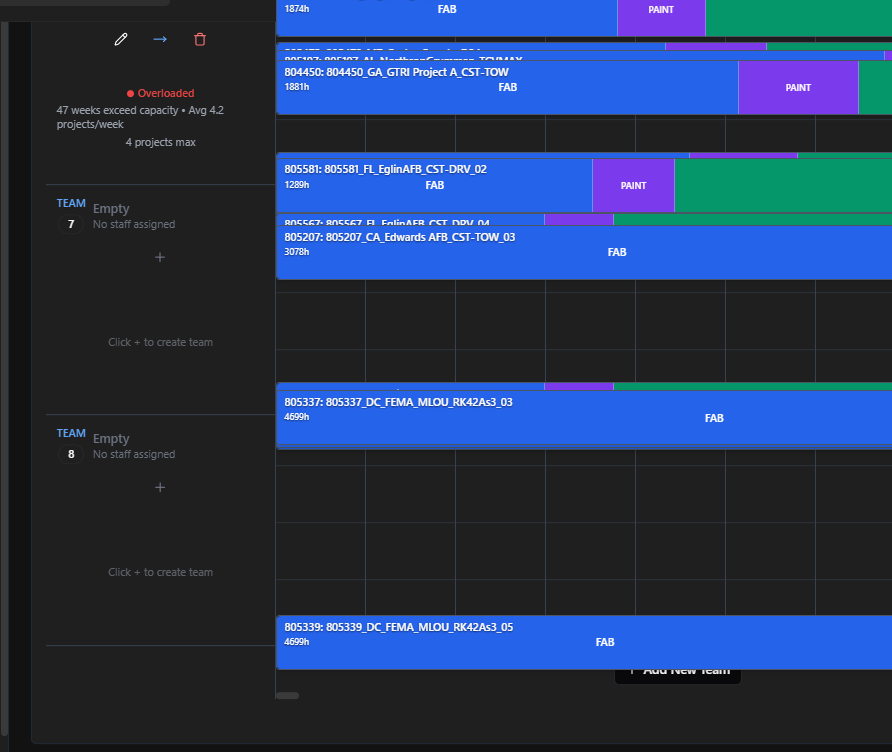 1874h
FAB
PAINT
804450: 804450_GA_GTRI Project A_CST-TOW
1881h
FAB
PAINT
Overloaded
47 weeks exceed capacity • Avg 4.2
projects/week
4 projects max
805581: 805581_FL_EglinAFB_CST-DRV_02
1289h
FAB
PAINT
TEAM
7
Empty
No staff assigned
+
Click + to create team
805567: 805567_FL_EglinAFB_CST_DRV_04
805207: 805207_CA_Edwards AFB_CST-TOW_03
3078h
FAB
805337: 805337_DC_FEMA_MLOU_RK42As3_03
4699h
FAB
TEAM
8
Empty
No staff assigned
+
Click + to create team
805339: 805339_DC_FEMA_MLOU_RK42As3_05
4699h
FAB
+ Add New Team